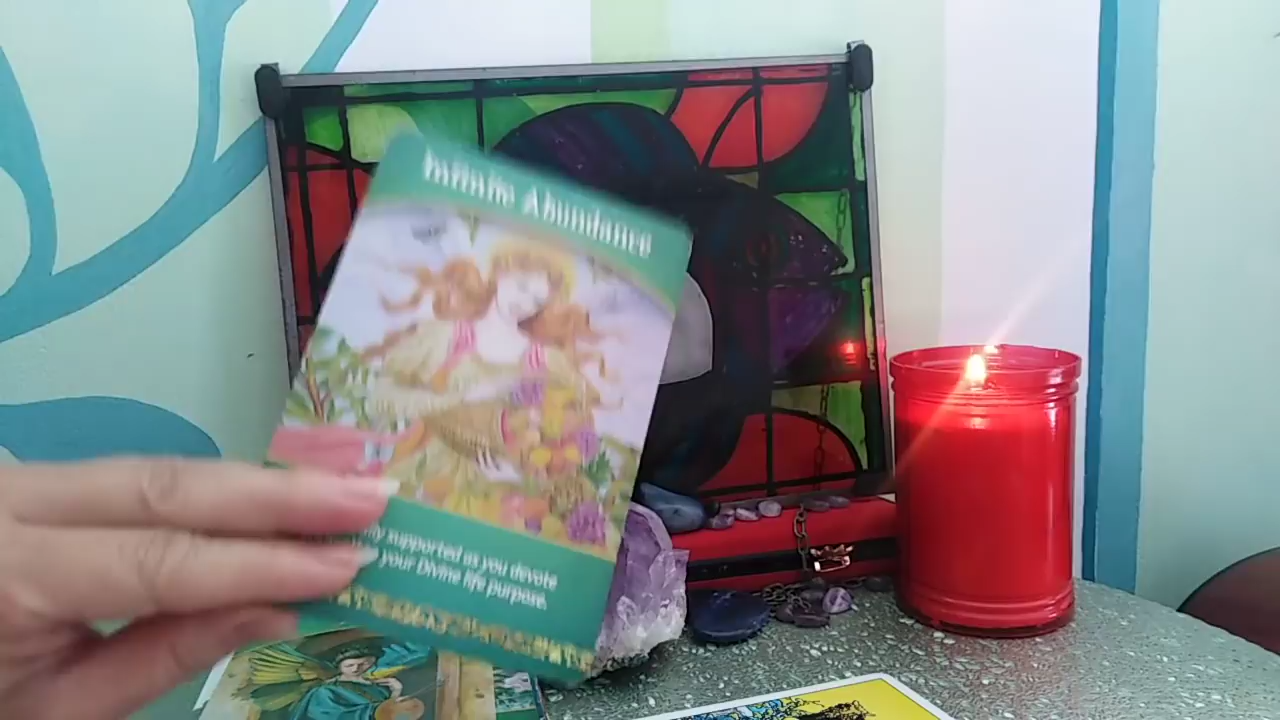 Infinite Abundance
supported as you devote
your Divine life purpose.